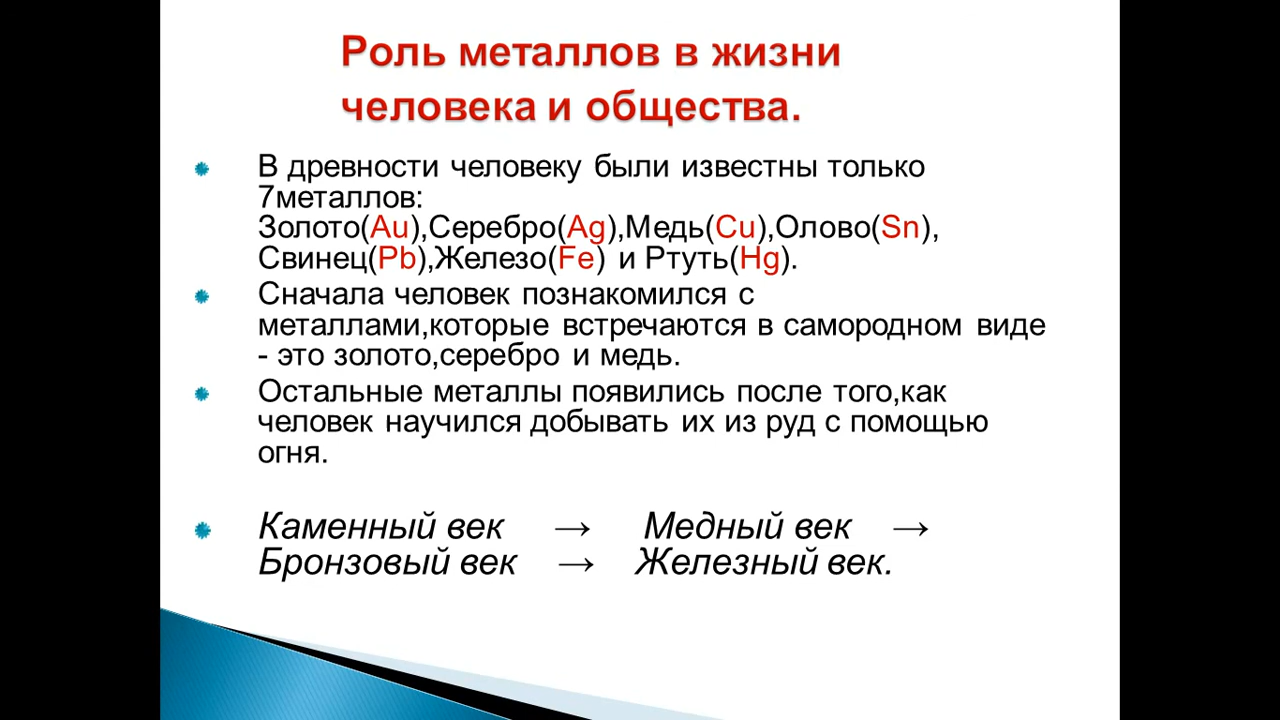 Роль металлов в жизни
человека и общества.
В древности человеку были известны только
7металлов:
Золото(Au),Серебро(Ag),Медь(Cu),Олово(Sn),
Свинец(Pb),Железо(Fe) и Ртуть(Hg).
Сначала человек познакомился с
металлами,которые встречаются в самородном виде
- это золото,серебро и медь.
Остальные металлы появились после того,как
человек научился добывать их из руд с помощью
огня.
Каменный век → Медный век →
Бронзовый век → Железный век.